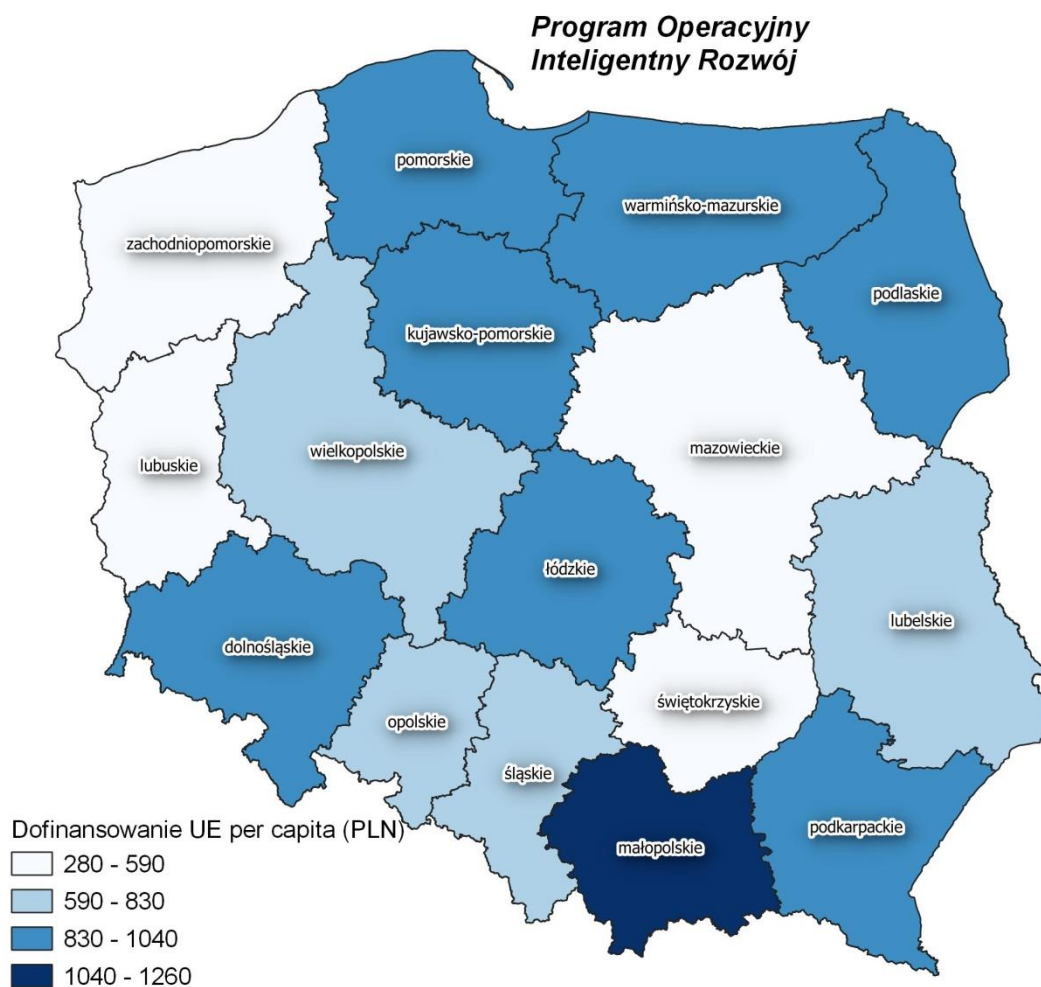 Program Operacyjny
Inteligentny Rozwój
pomorskie
warmińsko-mazurskie
zachodniopomorskie
podlaskie
kujawsko-pomorskie
wielkopolskie
mazowieckie
lubuskie
łódzkie
lubelskie
dolnośląskie
świętokrzyskie
opolskie
śląskie
podkarpackie
małopolskie
Dofinansowanie UE per capita (PLN)
280 - 590
590 - 830
830 - 1040
1040 - 1260